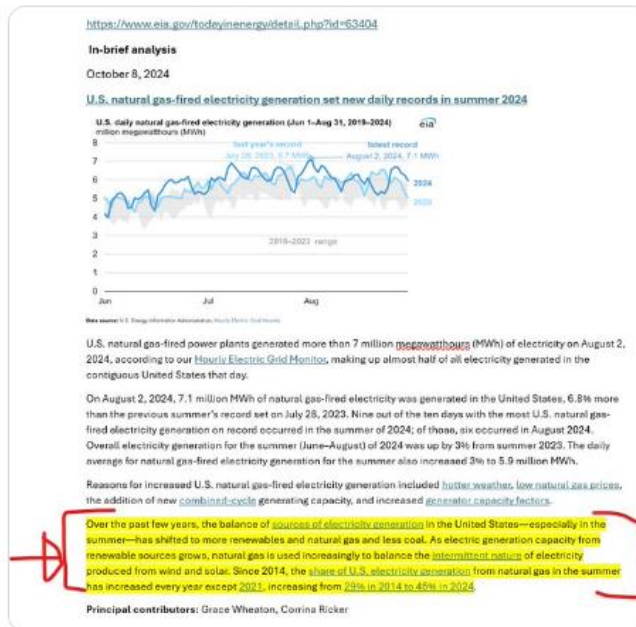 https://www.eia.gov/todayinenergy/detail.php?id=63404
In-brief analysis
October 8, 2024
U.S. natural gas-fired electricity generation set new daily records in summer 2024
U.S. daily natural gas-fired electricity generation (Jun 1–Aug 31, 2019–2024)
million megawatthours (MWh)
eia
8
last year's record
latest record
July 28, 2023, 6.7 MWh
August 2, 2024, 7.1 MWh
7
6
2024
5
2023
4
3
2019–2023 range
2
1
0
Jun
Jul
Aug
Data source: U.S. Energy Information Administration, Hourly Electric Grid Monitor
U.S. natural gas-fired power plants generated more than 7 million megawatthours (MWh) of electricity on August 2,
2024, according to our Hourly Electric Grid Monitor, making up almost half of all electricity generated in the
contiguous United States that day.
On August 2, 2024, 7.1 million MWh of natural gas-fired electricity was generated in the United States, 6.8% more
than the previous summer's record set on July 28, 2023. Nine out of the ten days with the most U.S. natural gas-
fired electricity generation on record occurred in the summer of 2024; of those, six occurred in August 2024.
Overall electricity generation for the summer (June–August) of 2024 was up by 3% from summer 2023. The daily
average for natural gas-fired electricity generation for the summer also increased 3% to 5.9 million MWh.
Reasons for increased U.S. natural gas-fired electricity generation included hotter weather, low natural gas prices,
the addition of new combined-cycle generating capacity, and increased generator capacity factors.
Over the past few years, the balance of sources of electricity generation in the United States—especially in the
summer—has shifted to more renewables and natural gas and less coal. As electric generation capacity from
renewable sources grows, natural gas is used increasingly to balance the intermittent nature of electricity
produced from wind and solar. Since 2014, the share of U.S. electricity generation from natural gas in the summer
has increased every year except 2021, increasing from 29% in 2014 to 45% in 2024.
Principal contributors: Grace Wheaton, Corrina Ricker